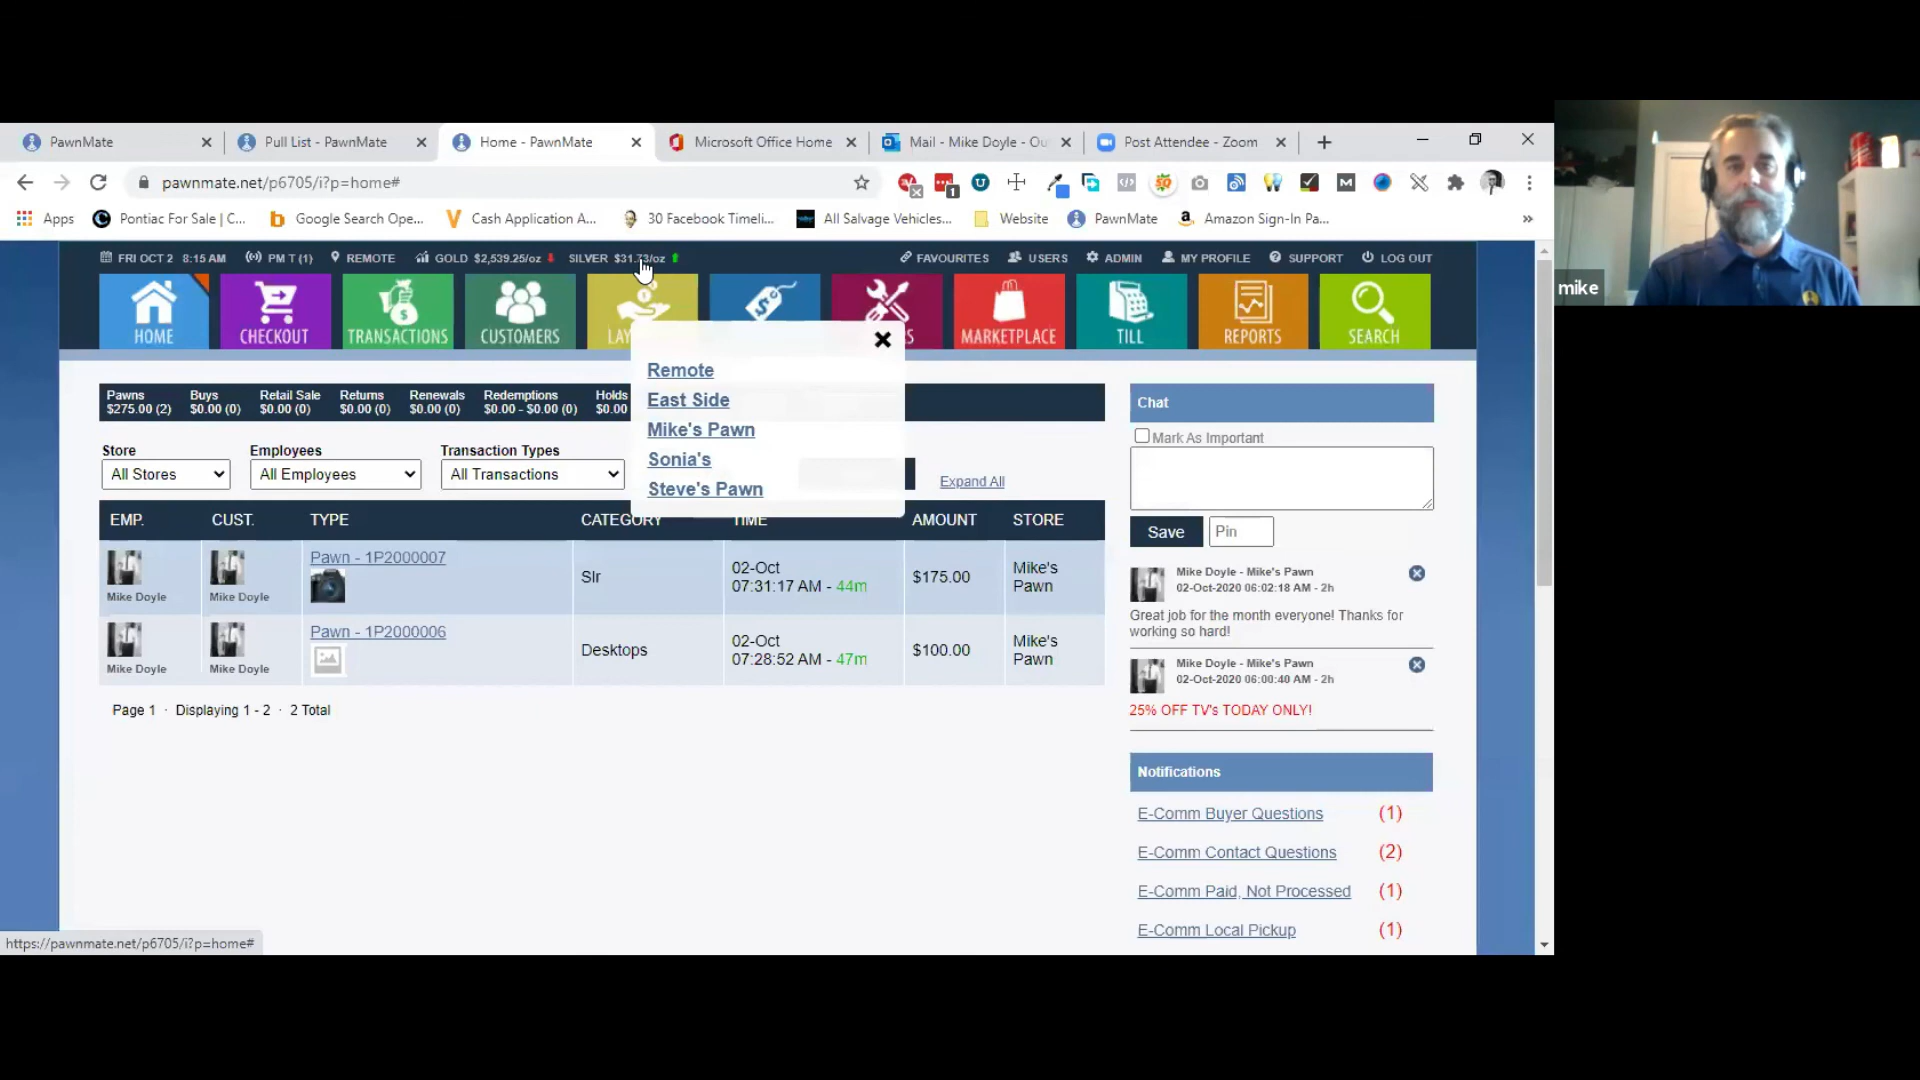 PawnMate
Pull List - PawnMate
Home - PawnMate
Microsoft Office Home
Mail - Mike Doyle - Ou
Post Attendee - Zoom
pawnmate.net/p6705/i?p=home#
Apps
Pontiac For Sale | C...
Google Search Ope...
Cash Application A...
30 Facebook Timeli...
All Salvage Vehicles...
Website
PawnMate
Amazon Sign-In Pa...
FRI OCT 2 8:15 AM
PM T (1)
REMOTE
GOLD $2,539.25/oz
SILVER $31.73/oz
FAVOURITES
USERS
ADMIN
MY PROFILE
SUPPORT
LOG OUT
HOME
CHECKOUT
TRANSACTIONS
CUSTOMERS
LAY
S
MARKETPLACE
TILL
REPORTS
SEARCH
mike
Remote
East Side
Mike's Pawn
Sonia's
Steve's Pawn
Pawns Buys Retail Sale Returns Renewals Redemptions Holds
$275.00 (2) $0.00 (0) $0.00 (0) $0.00 (0) $0.00 (0) $0.00 - $0.00 (0) $0.00
Store Employees Transaction Types
All Stores All Employees All Transactions
Expand All
EMP. CUST. TYPE CATEGORY TIME AMOUNT STORE
Pawn - 1P2000007
Mike Doyle
Mike Doyle
Slr
02-Oct
07:31:17 AM - 44m
$175.00
Mike's
Pawn
Pawn - 1P2000006
Mike Doyle
Mike Doyle
Desktops
02-Oct
07:28:52 AM - 47m
$100.00
Mike's
Pawn
Page 1 · Displaying 1 - 2 · 2 Total
Chat
Mark As Important
Save
Pin
Mike Doyle - Mike's Pawn
02-Oct-2020 06:02:18 AM - 2h
Great job for the month everyone! Thanks for
working so hard!
Mike Doyle - Mike's Pawn
02-Oct-2020 06:00:40 AM - 2h
25% OFF TV's TODAY ONLY!
Notifications
E-Comm Buyer Questions (1)
E-Comm Contact Questions (2)
E-Comm Paid, Not Processed (1)
E-Comm Local Pickup (1)
https://pawnmate.net/p6705/i?p=home#